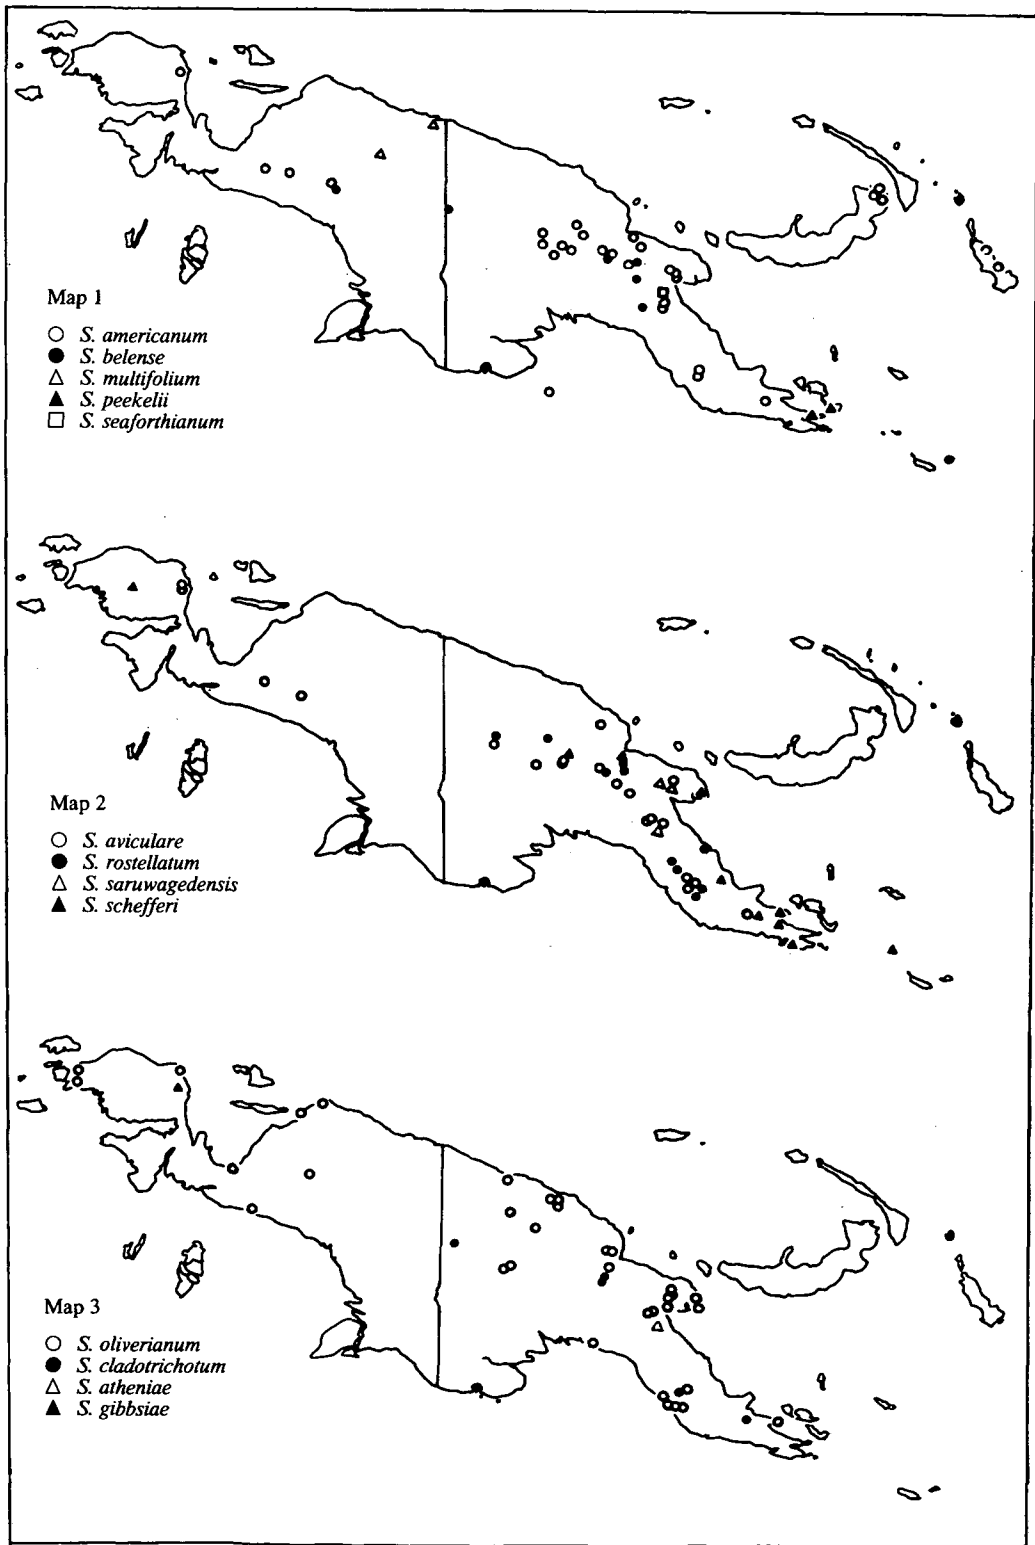 Map 1
S. americanum
S. belense
S. multifolium
S. peekelii
S. seaforthianum
Map 2
S. aviculare
S. rostellatum
S. saruwagedensis
S. schefferi
Map 3
S. oliverianum
S. cladotrichotum
S. atheniae
S. gibbsiae